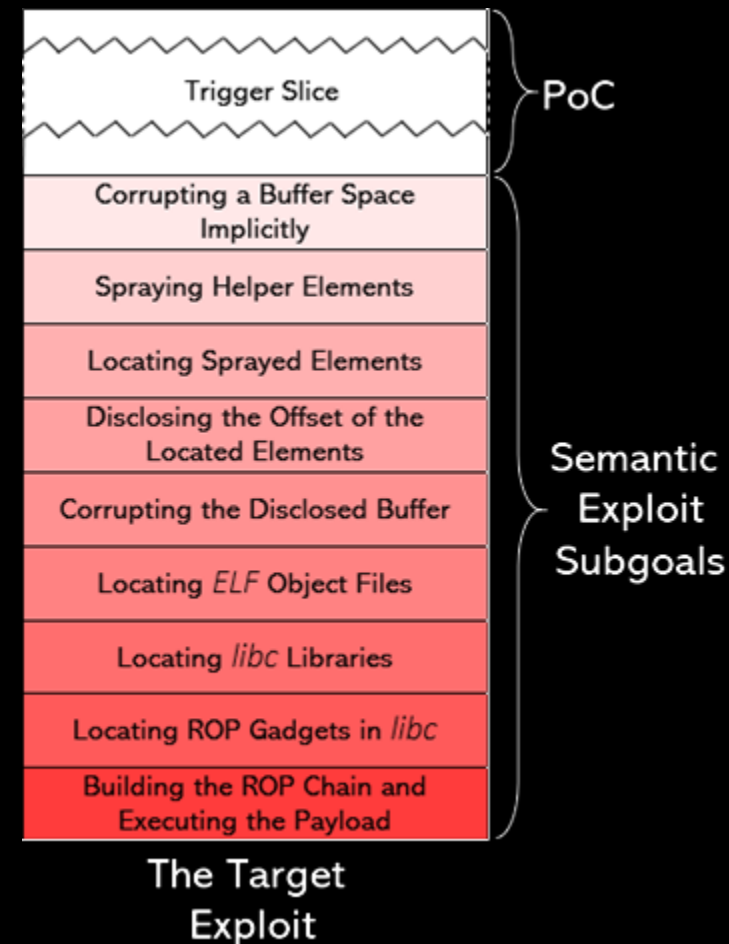 Trigger Slice
PoC
Corrupting a Buffer Space
Implicitly
Spraying Helper Elements
Locating Sprayed Elements
Disclosing the Offset of the
Located Elements
Corrupting the Disclosed Buffer
Locating ELF Object Files
Locating libc Libraries
Locating ROP Gadgets in libc
Building the ROP Chain and
Executing the Payload
Semantic
Exploit
Subgoals
The Target
Exploit